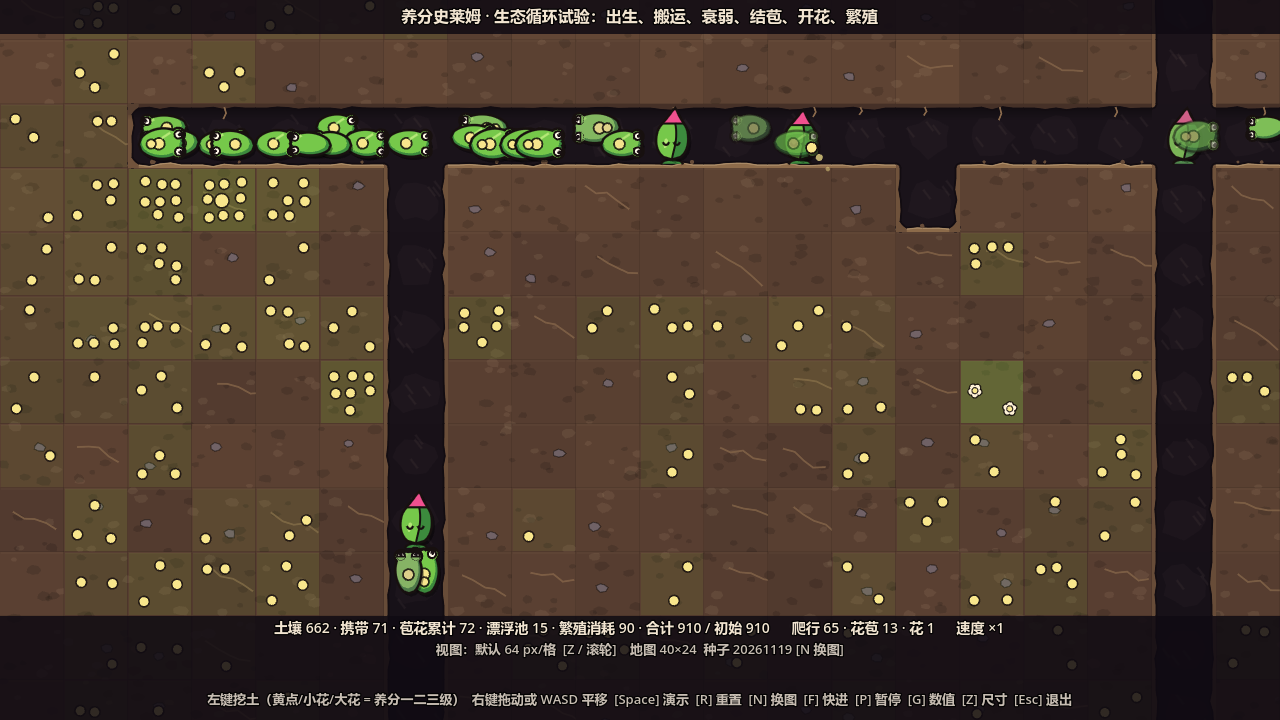 养分史莱姆 · 生态循环试验：出生、搬运、衰弱、结苞、开花、繁殖
土壤 662 · 携带 71 · 苞花累计 72 · 漂浮池 15 · 繁殖消耗 90 · 合计 910 / 初始 910 爬行 65 · 花苞 13 · 花 1 速度 ×1
视图： 默认 64 px/格 [Z / 滚轮] 地图 40×24 种子 20261119 [N 换图]
左键挖土（黄点/小花/大花 = 养分一二三级） 右键拖动或 WASD 平移 [Space] 演示 [R] 重置 [N] 换图 [F] 快进 [P] 暂停 [G] 数值 [Z] 尺寸 [Esc] 退出